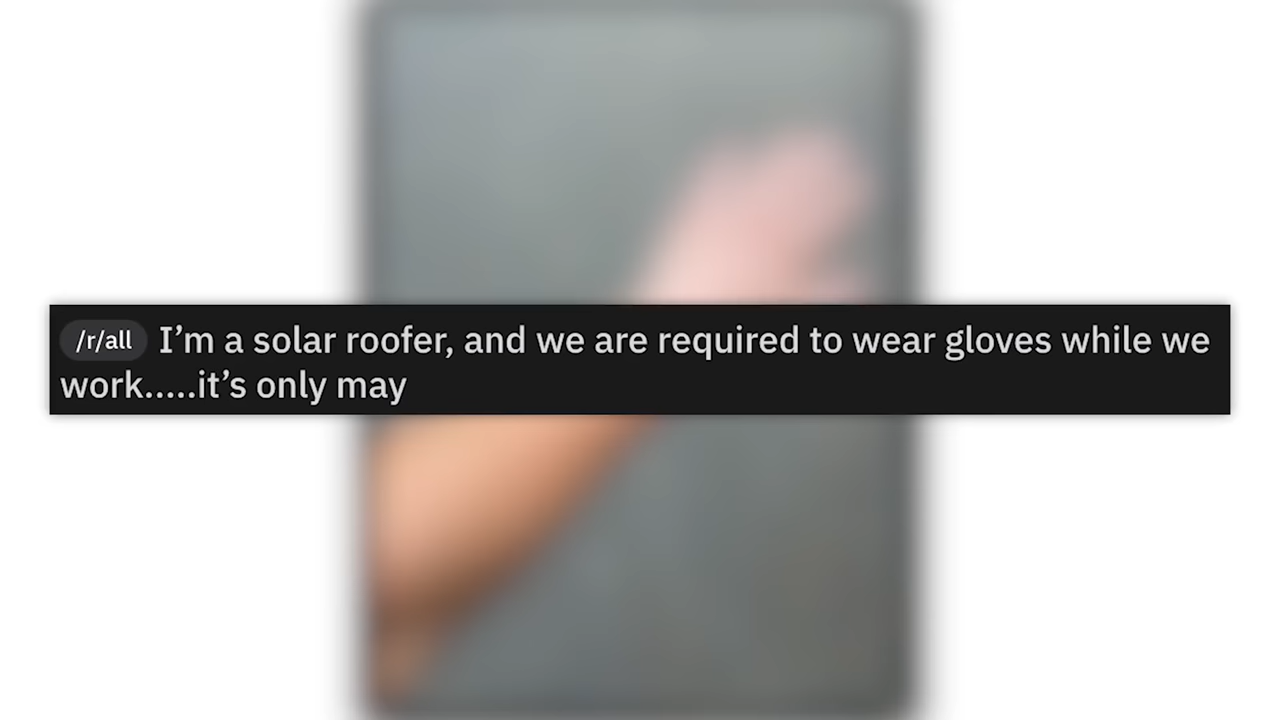 /r/all I’m a solar roofer, and we are required to wear gloves while we
work.....it’s only may